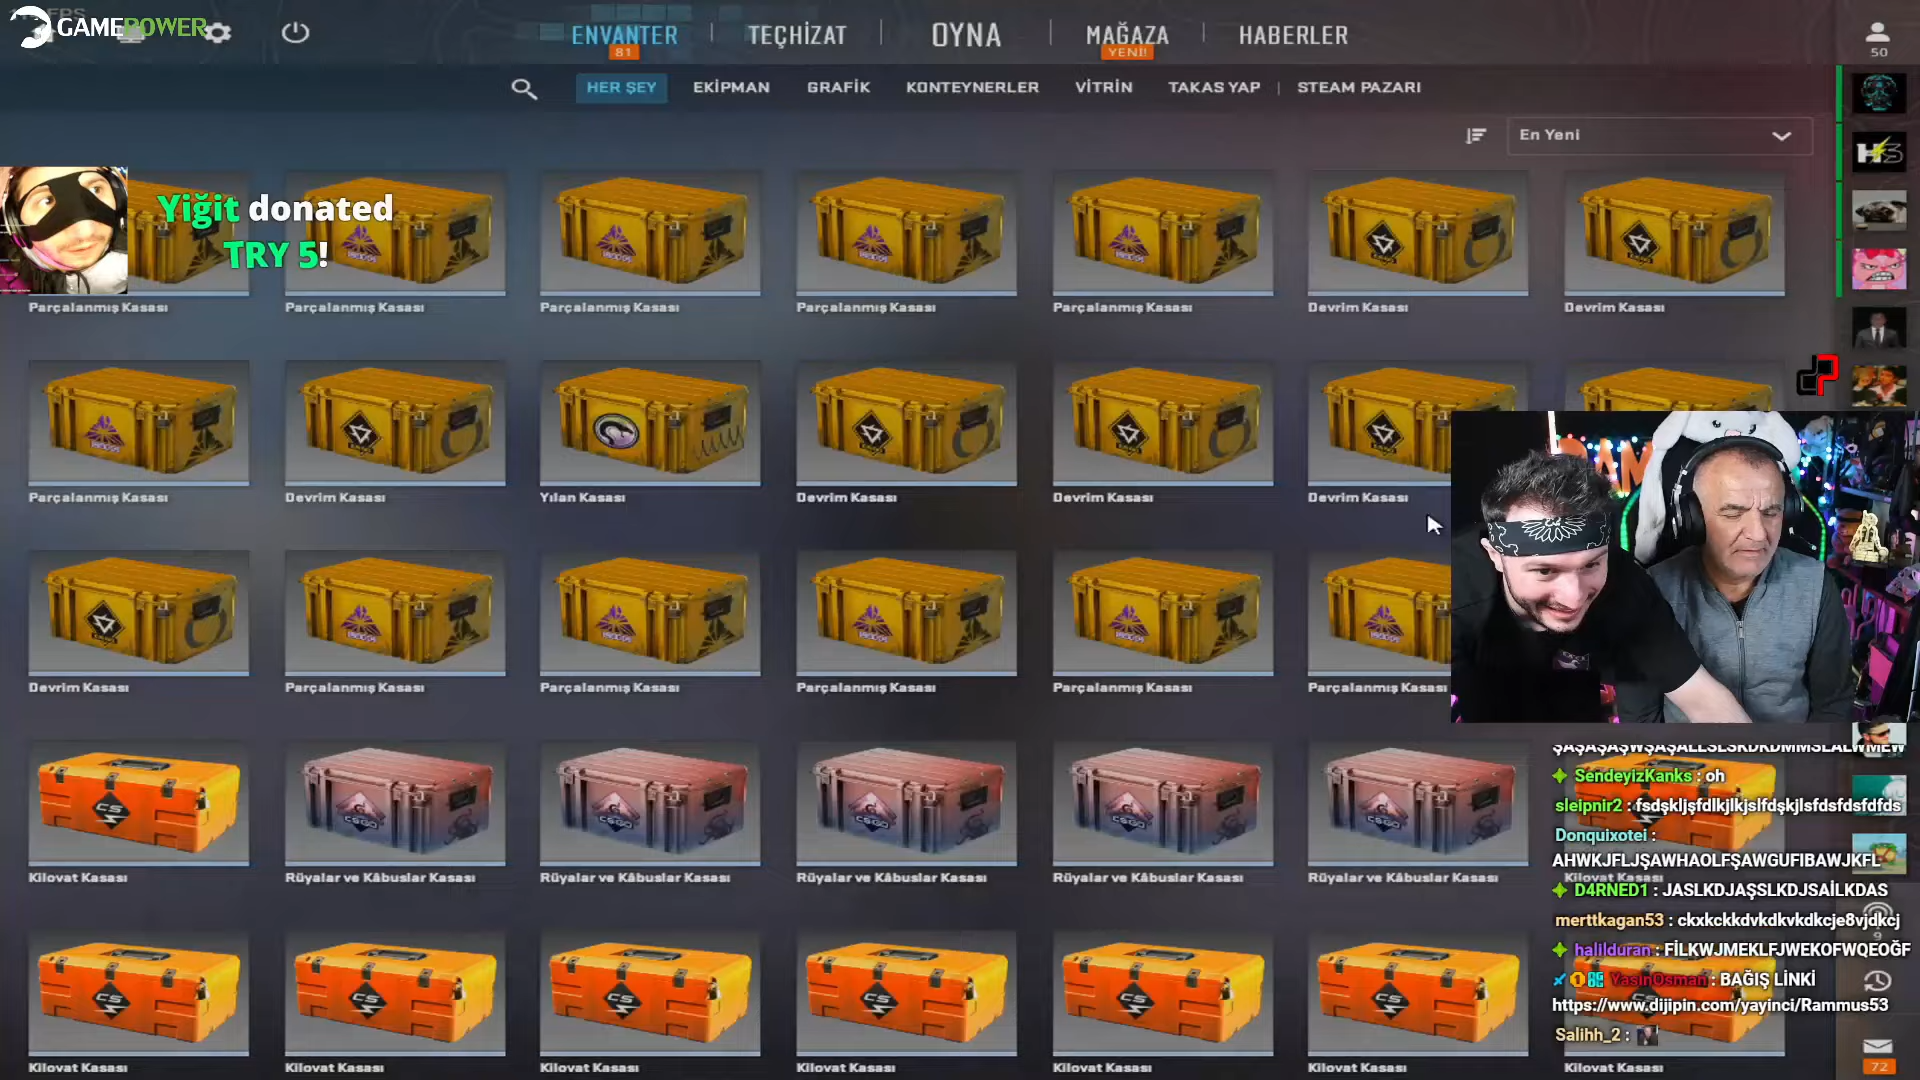 GAMEPOWER
ENVANTER
81
TEÇHİZAT
OYNA
MAĞAZA
YENİ!
HABERLER
50
HER ŞEY
EKİPMAN
GRAFİK
KONTEYNERLER
VİTRİN
TAKAS YAP
STEAM PAZARI
En Yeni
Yiğit donated
TRY 5!
Parçalanmış Kasası
Parçalanmış Kasası
Parçalanmış Kasası
Parçalanmış Kasası
Parçalanmış Kasası
Devrim Kasası
Devrim Kasası
Parçalanmış Kasası
Devrim Kasası
Yılan Kasası
Devrim Kasası
Devrim Kasası
Devrim Kasası
Devrim Kasası
Parçalanmış Kasası
Parçalanmış Kasası
Parçalanmış Kasası
Parçalanmış Kasası
Parçalanmış Kasası
Kilovat Kasası
Rüyalar ve Kâbuslar Kasası
Rüyalar ve Kâbuslar Kasası
Rüyalar ve Kâbuslar Kasası
Rüyalar ve Kâbuslar Kasası
Rüyalar ve Kâbuslar Kasası
Kilovat Kasası
Kilovat Kasası
Kilovat Kasası
Kilovat Kasası
Kilovat Kasası
Kilovat Kasası
Kilovat Kasası
Kilovat Kasası
SendeyizKanks : oh
sleipnir2 : fsdşkljşfdlkjlkjslfdşkjlsfdsfdsfdfds
Donquixotei :
AHWKJFLJŞAWHAOLFŞAWGUFIBAWJKFL
D4RNED1 : JASLKDJAŞSLKDJSAİLKDAS
merttkagan53 : ckxkckkdvkdkvkdkcje8vjdkcj
halilduran : FİLKWJMEKLFJWEKOFWQEOĞF
YasinOsman : BAĞIŞ LİNKİ
https://www.dijipin.com/yayinci/Rammus53
Salihh_2 :
72